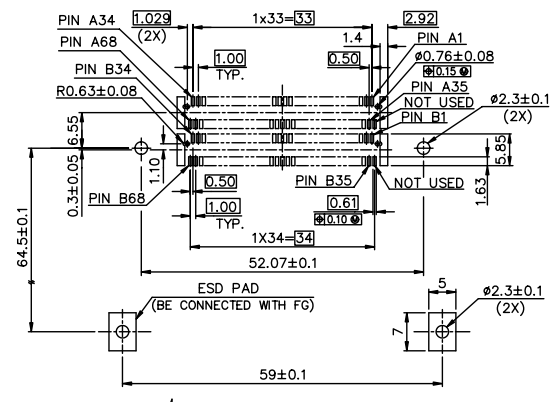 PIN A34
1.029
(2X)
1x33=33
2.92
PIN A68
1.4
PIN A1
1.00
TYP.
0.50
ø0.76±0.08
PIN B34
⌖ 0.15 Ⓜ
R0.63±0.08
PIN A35
NOT USED
ø2.3±0.1
(2X)
PIN B1
6.55
0.3±0.05
1.10
5.85
1.63
PIN B68
0.50
PIN B35
NOT USED
1.00
TYP.
0.61
⌖ 0.10 Ⓜ
1X34=34
64.5±0.1
52.07±0.1
ESD PAD
(BE CONNECTED WITH FG)
5
ø2.3±0.1
(2X)
7
59±0.1